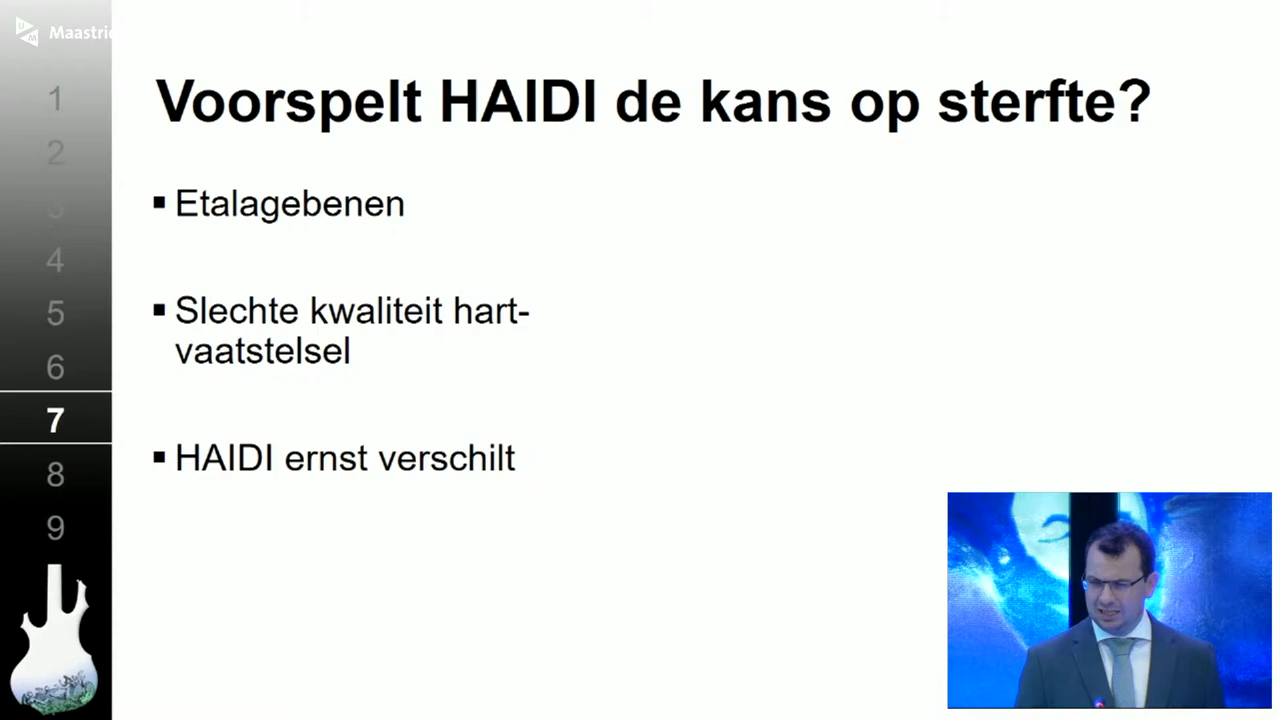 Maastric
Voorspelt HAIDI de kans op sterfte?
1
2
3
4
5
6
7
8
9
▪ Etalagebenen
▪ Slechte kwaliteit hart-
vaatstelsel
▪ HAIDI ernst verschilt